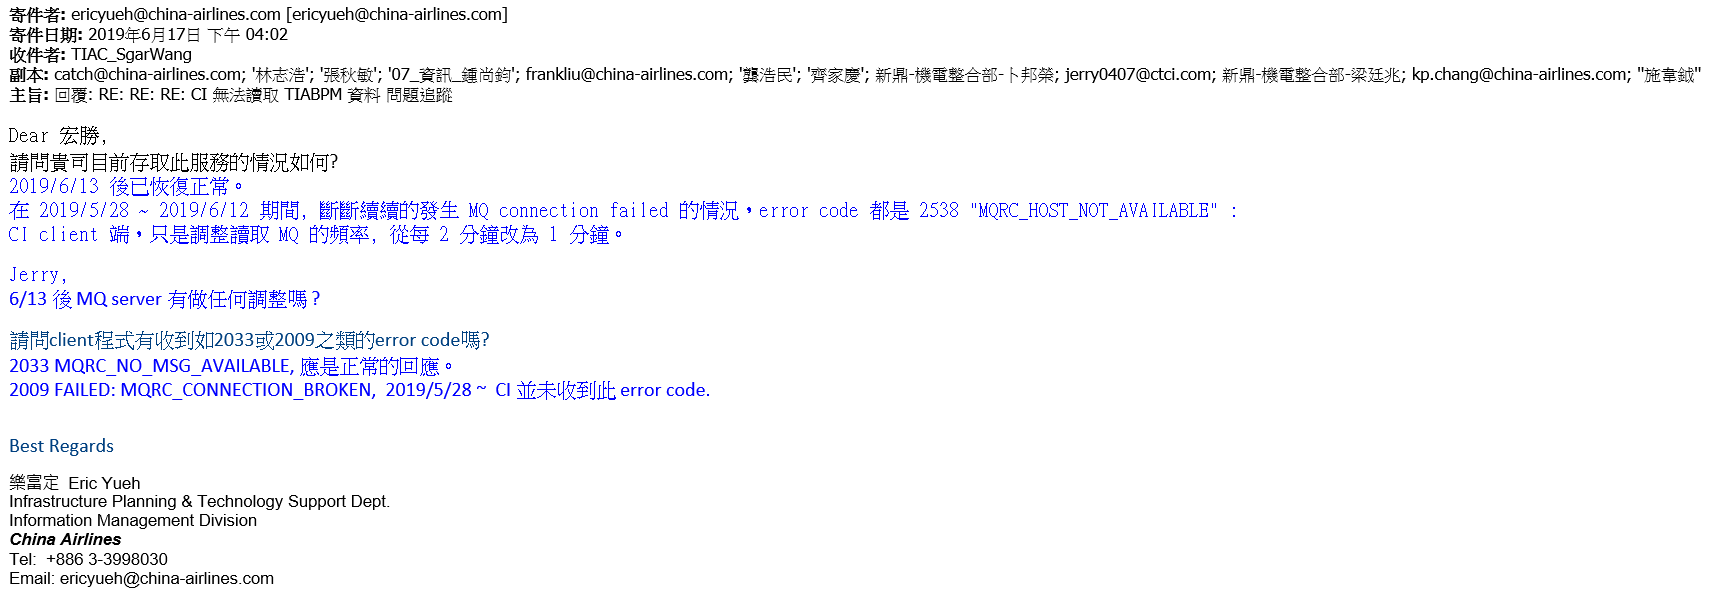 寄件者: ericyueh@china-airlines.com [ericyueh@china-airlines.com]
寄件日期: 2019年6月17日 下午 04:02
收件者: TIAC_SgarWang
副本: catch@china-airlines.com; '林志浩'; '張秋敏'; '07_資訊_鍾尚鈞'; frankliu@china-airlines.com; '龔浩民'; '齊家慶'; 新鼎-機電整合部-卜邦榮; jerry0407@ctci.com; 新鼎-機電整合部-梁廷兆; kp.chang@china-airlines.com; "施韋鉞"
主旨: 回覆: RE: RE: RE: CI 無法讀取 TIABPM 資料 問題追蹤
Dear 宏勝,
請問貴司目前存取此服務的情況如何?
2019/6/13 後已恢復正常。
在 2019/5/28 ~ 2019/6/12 期間, 斷斷續續的發生 MQ connection failed 的情況，error code 都是 2538 "MQRC_HOST_NOT_AVAILABLE" :
CI client 端，只是調整讀取 MQ 的頻率, 從每 2 分鐘改為 1 分鐘。
Jerry,
6/13 後 MQ server 有做任何調整嗎 ?
請問client程式有收到如2033或2009之類的error code嗎?
2033 MQRC_NO_MSG_AVAILABLE, 應是正常的回應。
2009 FAILED: MQRC_CONNECTION_BROKEN,  2019/5/28 ~  CI 並未收到此 error code.
Best Regards
樂富定  Eric Yueh
Infrastructure Planning & Technology Support Dept.
Information Management Division
China Airlines
Tel:  +886 3-3998030
Email: ericyueh@china-airlines.com